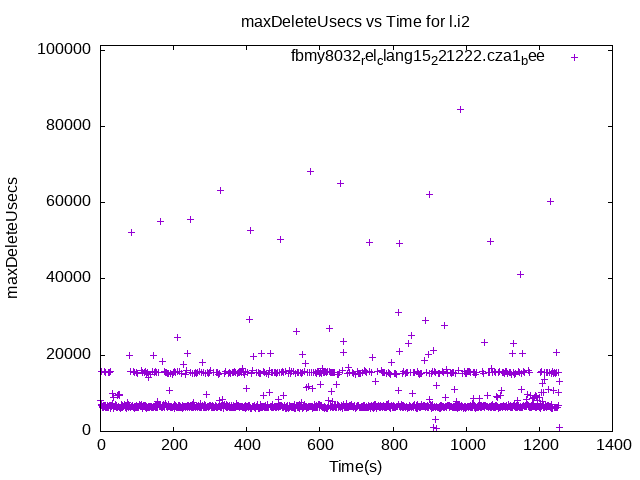 maxDeleteUsecs vs Time for l.i2
fbmy8032relclang15221222.cza1bee
100000
80000
60000
40000
20000
0
maxDeleteUsecs
0 200 400 600 800 1000 1200 1400
Time(s)